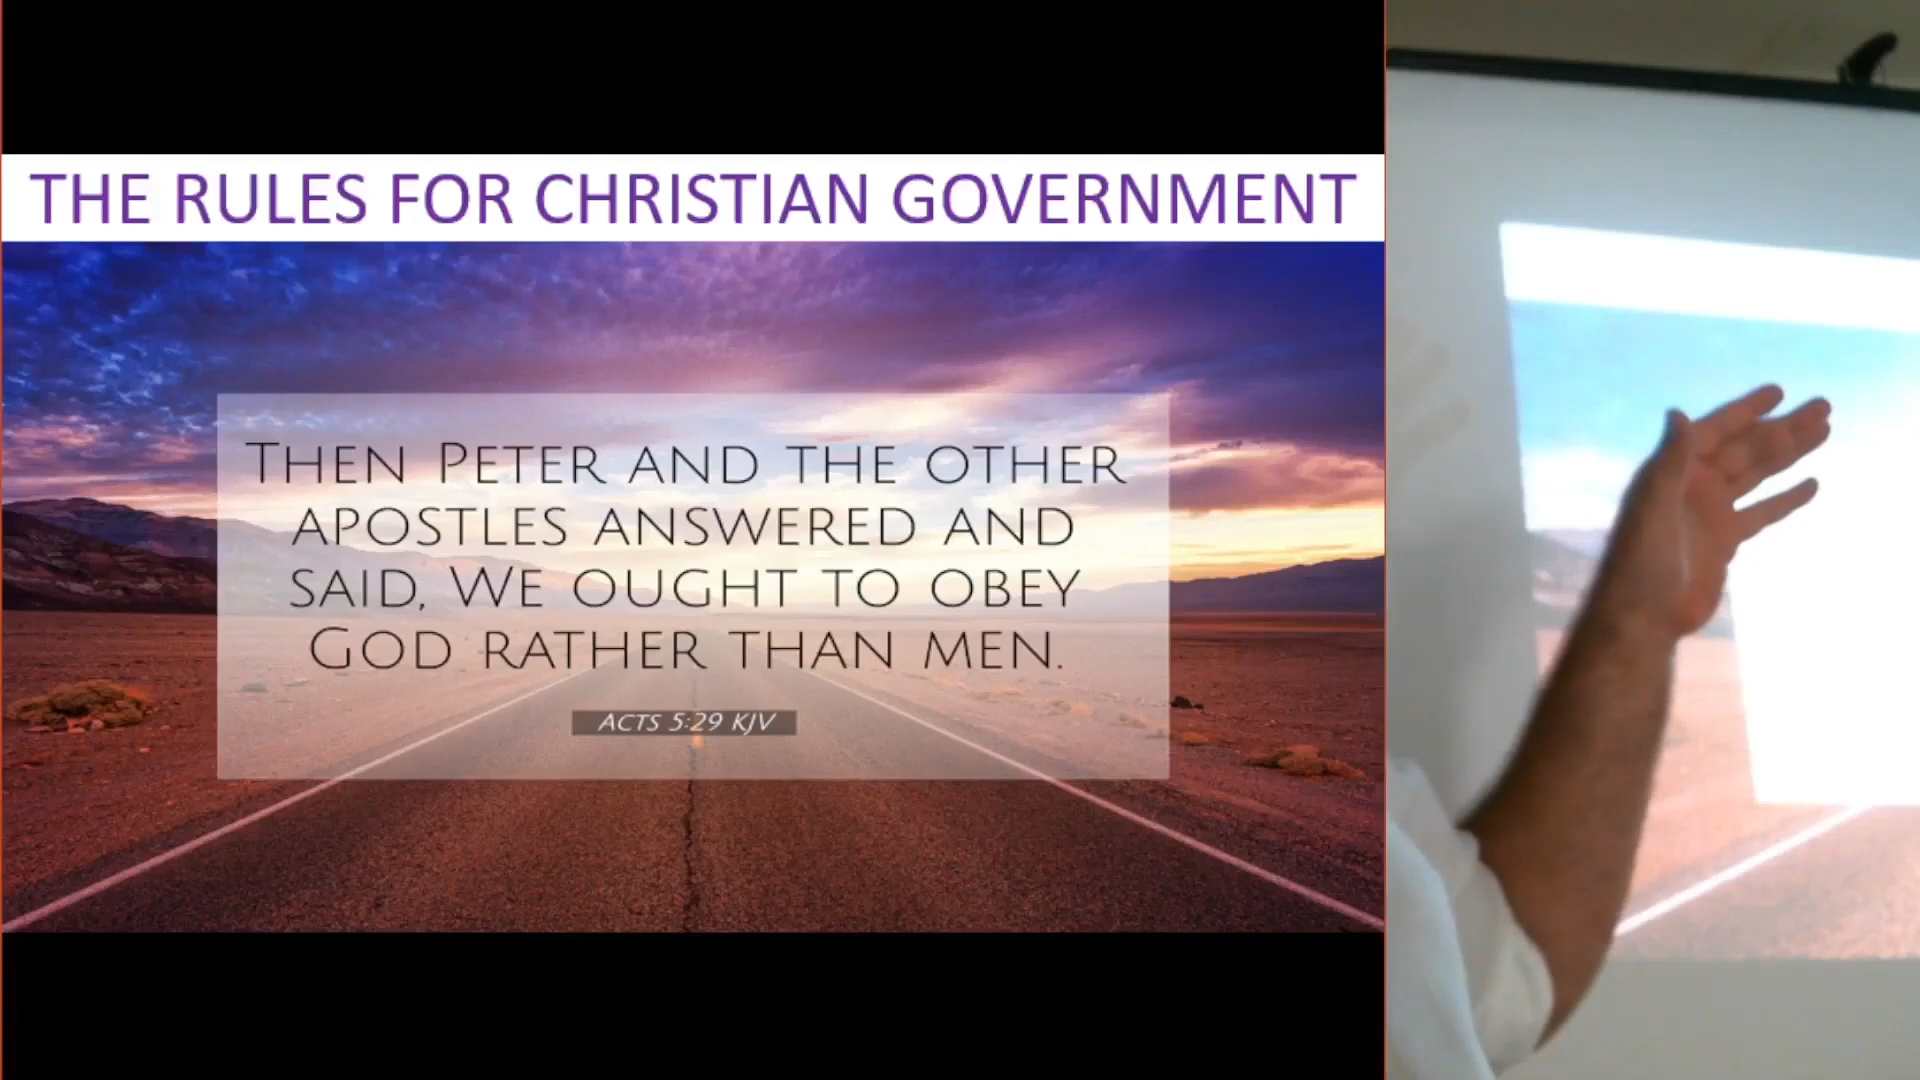 THE RULES FOR CHRISTIAN GOVERNMENT
Then Peter and the other
apostles answered and
said, We ought to obey
God rather than men.
Acts 5:29 KJV